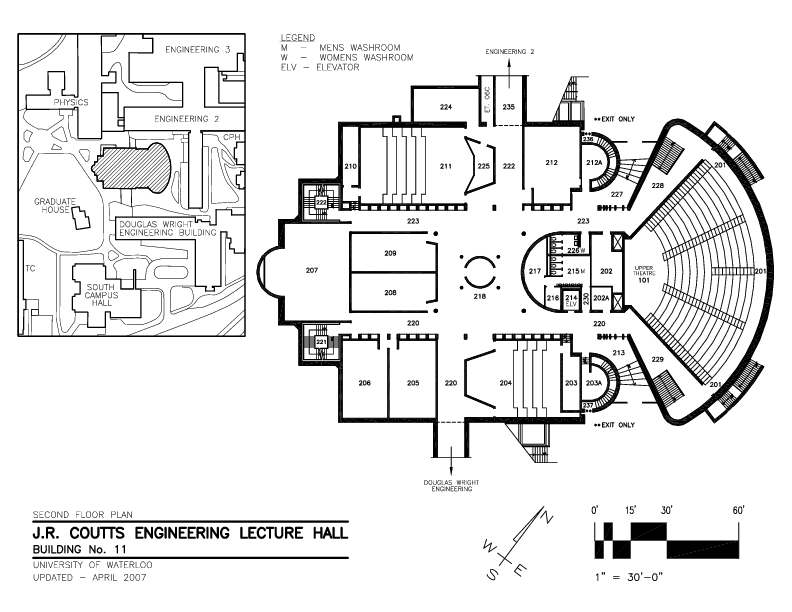 LEGEND
M – MENS WASHROOM
W – WOMENS WASHROOM
ELV – ELEVATOR
ENGINEERING 3
PHYSICS
ENGINEERING 2
CPH
GRADUATE
HOUSE
DOUGLAS WRIGHT
ENGINEERING BUILDING
TC
SOUTH
CAMPUS
HALL
ENGINEERING 2
224
ET. O&C
235
**EXIT ONLY
236
210
211
225
222
212
212A
201
222
227
228
223
223
209
226 W
207
217
215 M
202
UPPER
THEATRE
101
201
208
218
216
214
ELV
230
202A
220
220
221
213
229
206
205
220
204
203
203A
201
237
**EXIT ONLY
DOUGLAS WRIGHT
ENGINEERING
SECOND FLOOR PLAN
J.R. COUTTS ENGINEERING LECTURE HALL
BUILDING No. 11
UNIVERSITY OF WATERLOO
UPDATED – APRIL 2007
N
W
S
E
0' 15' 30' 60'
1" = 30'-0"